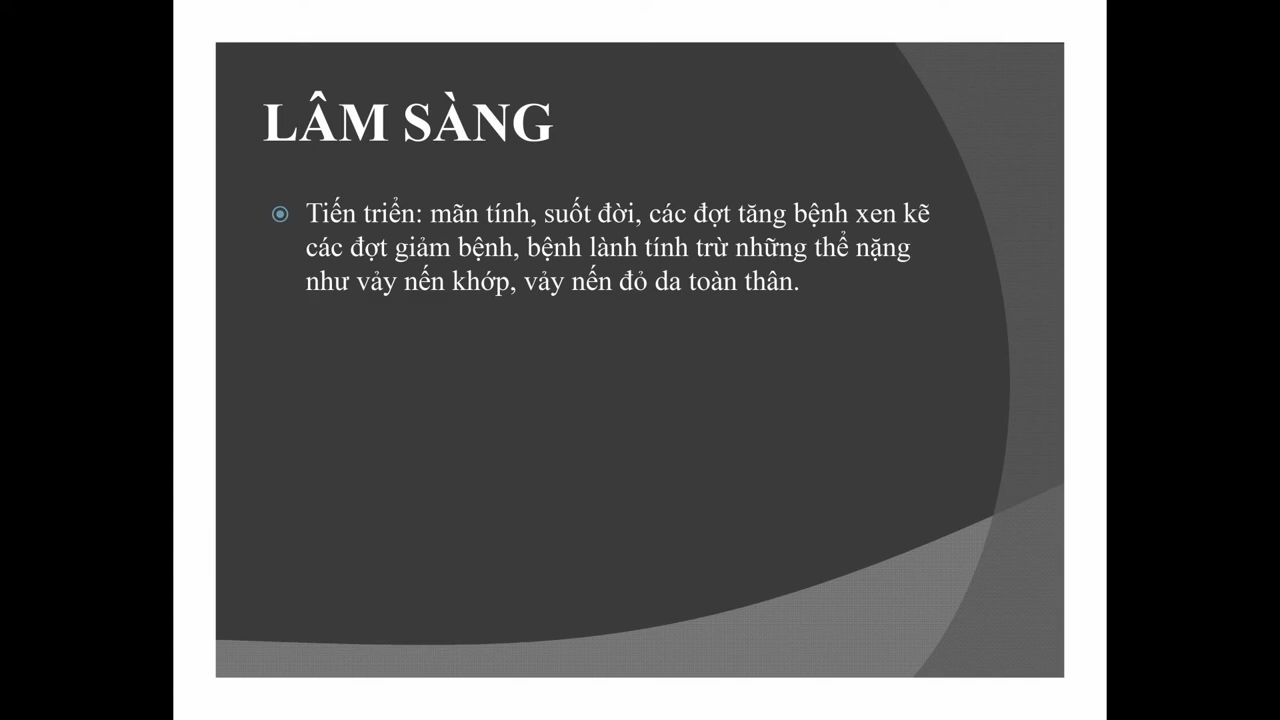 LÂM SÀNG
Tiến triển: mãn tính, suốt đời, các đợt tăng bệnh xen kẽ
các đợt giảm bệnh, bệnh lành tính trừ những thể nặng
như vảy nến khớp, vảy nến đỏ da toàn thân.